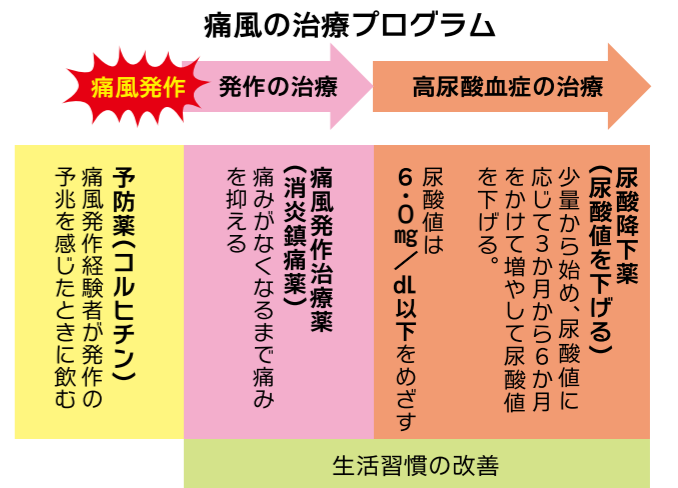 痛風の治療プログラム
痛風発作
発作の治療
高尿酸血症の治療
予防薬(コルヒチン)
痛風発作経験者が発作の
予兆を感じたときに飲む
痛風発作治療薬
(消炎鎮痛薬)
痛みがなくなるまで痛み
を抑える
尿酸降下薬
(尿酸値を下げる)
少量から始め、尿酸値に
応じて3か月から6か月
をかけて増やして尿酸値
を下げる。
尿酸値は
6・0㎎/dL以下をめざす
生活習慣の改善